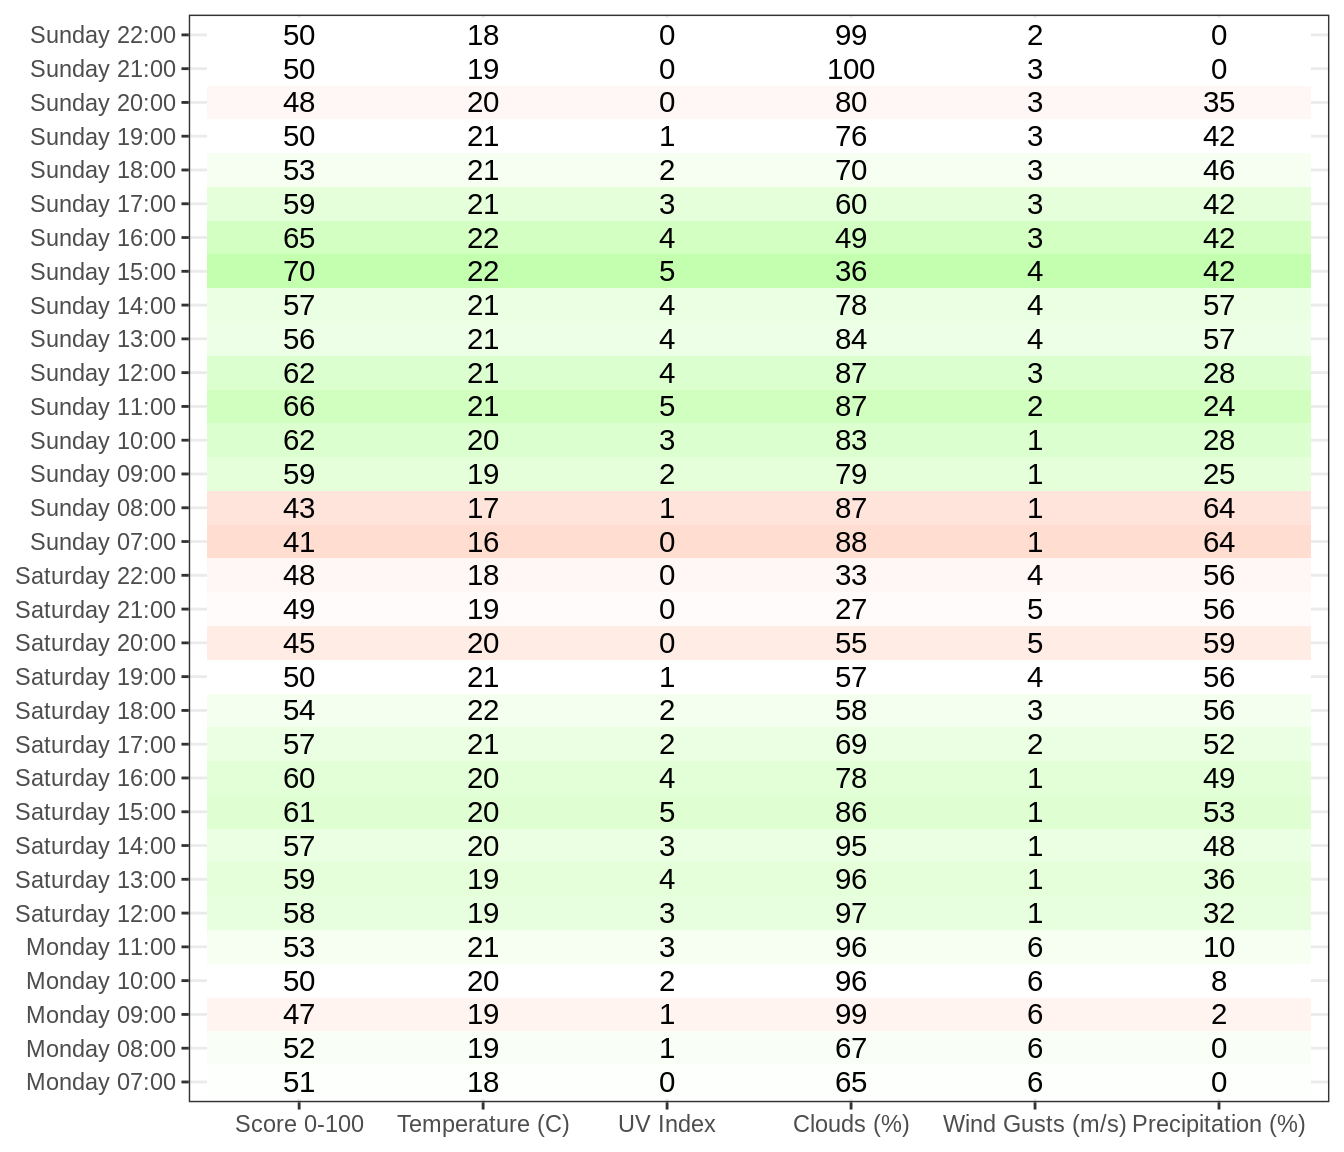 Sunday 22:00 50 18 0 99 2 0
Sunday 21:00 50 19 0 100 3 0
Sunday 20:00 48 20 0 80 3 35
Sunday 19:00 50 21 1 76 3 42
Sunday 18:00 53 21 2 70 3 46
Sunday 17:00 59 21 3 60 3 42
Sunday 16:00 65 22 4 49 3 42
Sunday 15:00 70 22 5 36 4 42
Sunday 14:00 57 21 4 78 4 57
Sunday 13:00 56 21 4 84 4 57
Sunday 12:00 62 21 4 87 3 28
Sunday 11:00 66 21 5 87 2 24
Sunday 10:00 62 20 3 83 1 28
Sunday 09:00 59 19 2 79 1 25
Sunday 08:00 43 17 1 87 1 64
Sunday 07:00 41 16 0 88 1 64
Saturday 22:00 48 18 0 33 4 56
Saturday 21:00 49 19 0 27 5 56
Saturday 20:00 45 20 0 55 5 59
Saturday 19:00 50 21 1 57 4 56
Saturday 18:00 54 22 2 58 3 56
Saturday 17:00 57 21 2 69 2 52
Saturday 16:00 60 20 4 78 1 49
Saturday 15:00 61 20 5 86 1 53
Saturday 14:00 57 20 3 95 1 48
Saturday 13:00 59 19 4 96 1 36
Saturday 12:00 58 19 3 97 1 32
Monday 11:00 53 21 3 96 6 10
Monday 10:00 50 20 2 96 6 8
Monday 09:00 47 19 1 99 6 2
Monday 08:00 52 19 1 67 6 0
Monday 07:00 51 18 0 65 6 0
Score 0-100 Temperature (C) UV Index Clouds (%) Wind Gusts (m/s) Precipitation (%)